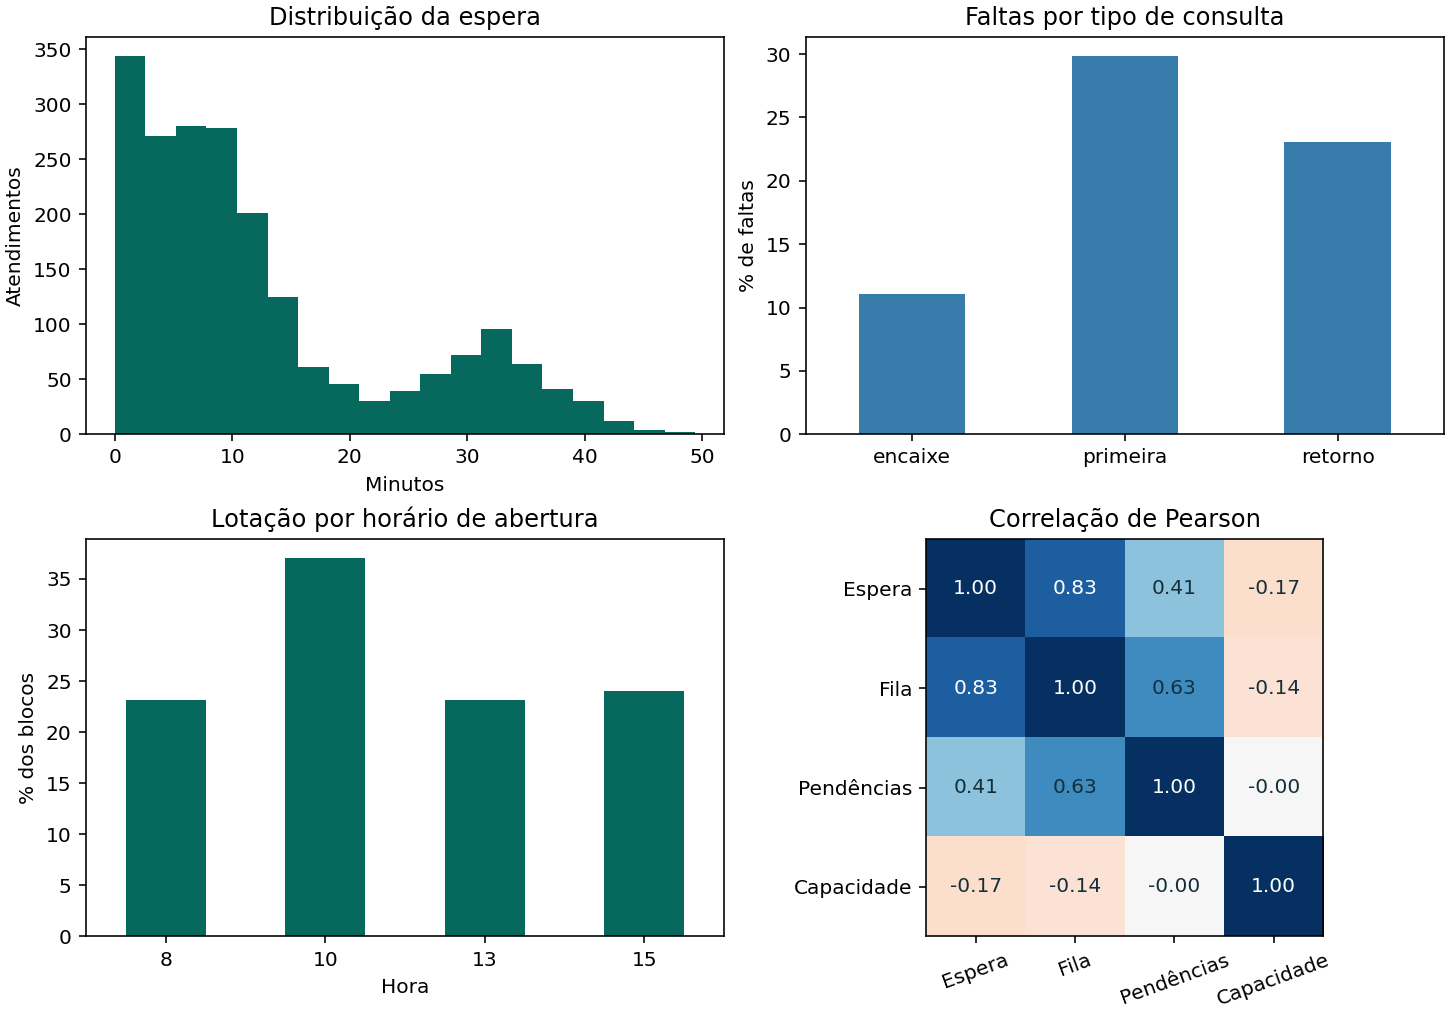 Distribuição da espera
350
300
250
200
150
100
50
0
Atendimentos
0 10 20 30 40 50
Minutos
Faltas por tipo de consulta
30
25
20
15
10
5
0
% de faltas
encaixe primeira retorno
Lotação por horário de abertura
35
30
25
20
15
10
5
0
% dos blocos
8 10 13 15
Hora
Correlação de Pearson
Espera 1.00 0.83 0.41 -0.17
Fila 0.83 1.00 0.63 -0.14
Pendências 0.41 0.63 1.00 -0.00
Capacidade -0.17 -0.14 -0.00 1.00
Espera Fila Pendências Capacidade